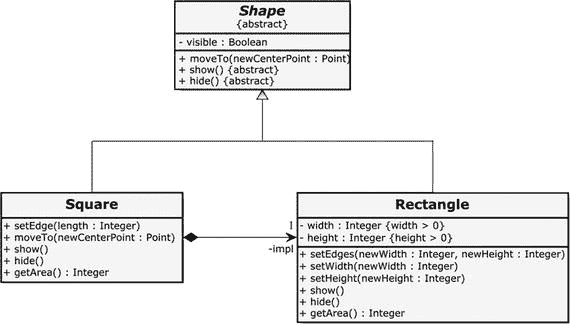 Shape
{abstract}
- visible : Boolean
+ moveTo(newCenterPoint : Point)
+ show() {abstract}
+ hide() {abstract}
Square
+ setEdge(length : Integer)
+ moveTo(newCenterPoint : Point)
+ show()
+ hide()
+ getArea() : Integer
1
-impl
Rectangle
- width : Integer {width > 0}
- height : Integer {height > 0}
+ setEdges(newWidth : Integer, newHeight : Integer)
+ setWidth(newWidth : Integer)
+ setHeight(newHeight : Integer)
+ show()
+ hide()
+ getArea() : Integer